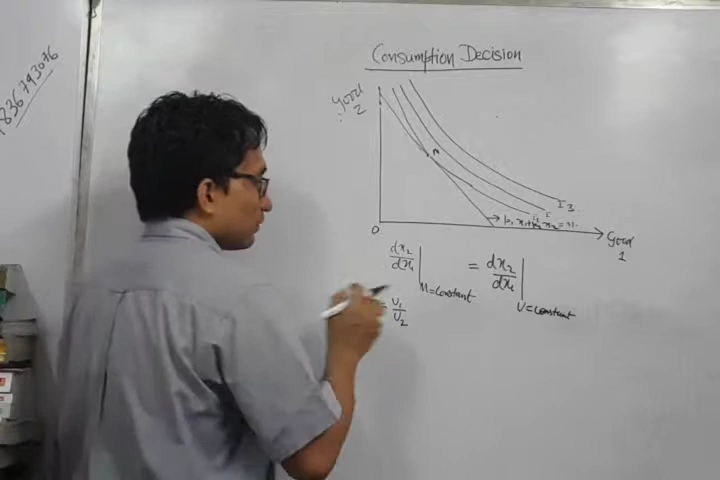 Consumption Decision
Good
2
I3
Good
1
0
dx2/dx1 | M=constant = dx2/dx1 | U=constant
= U1/U2